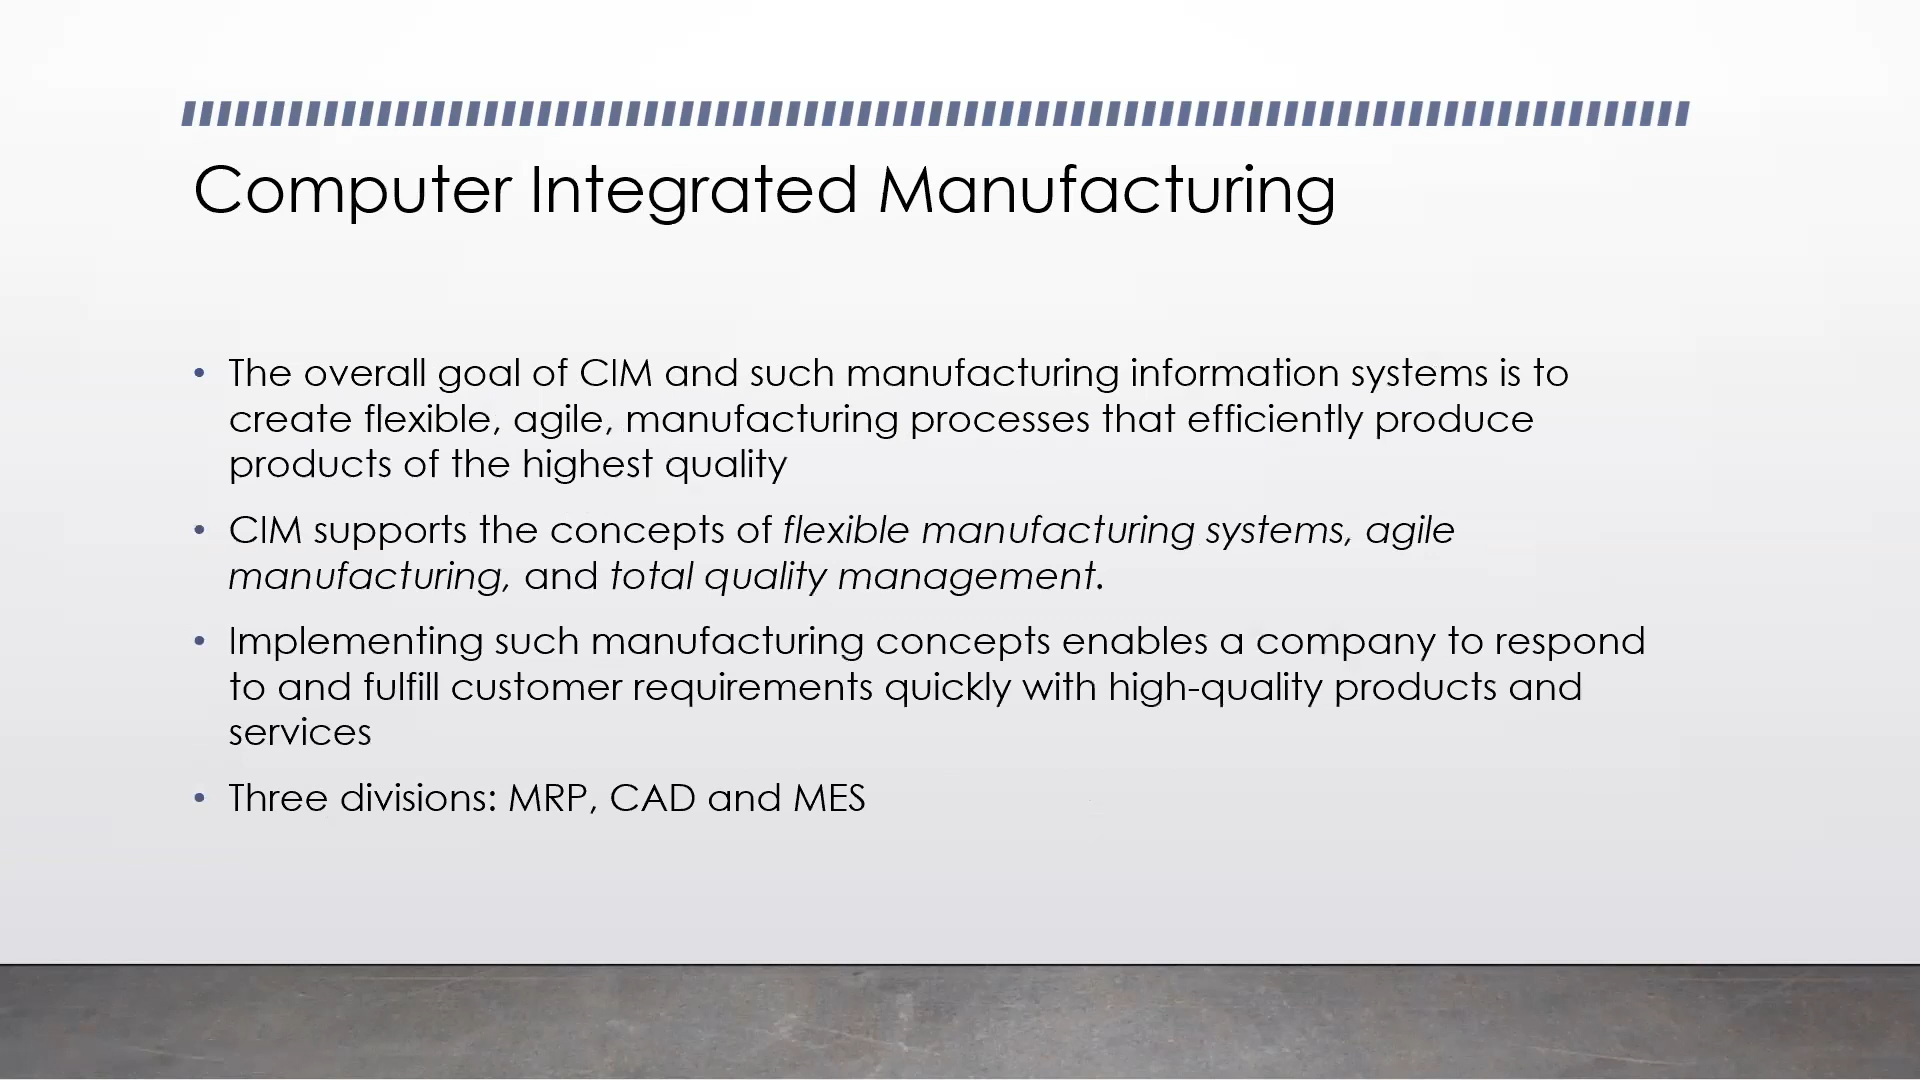 Computer Integrated Manufacturing
• The overall goal of CIM and such manufacturing information systems is to
create flexible, agile, manufacturing processes that efficiently produce
products of the highest quality
• CIM supports the concepts of flexible manufacturing systems, agile
manufacturing, and total quality management.
• Implementing such manufacturing concepts enables a company to respond
to and fulfill customer requirements quickly with high-quality products and
services
• Three divisions: MRP, CAD and MES